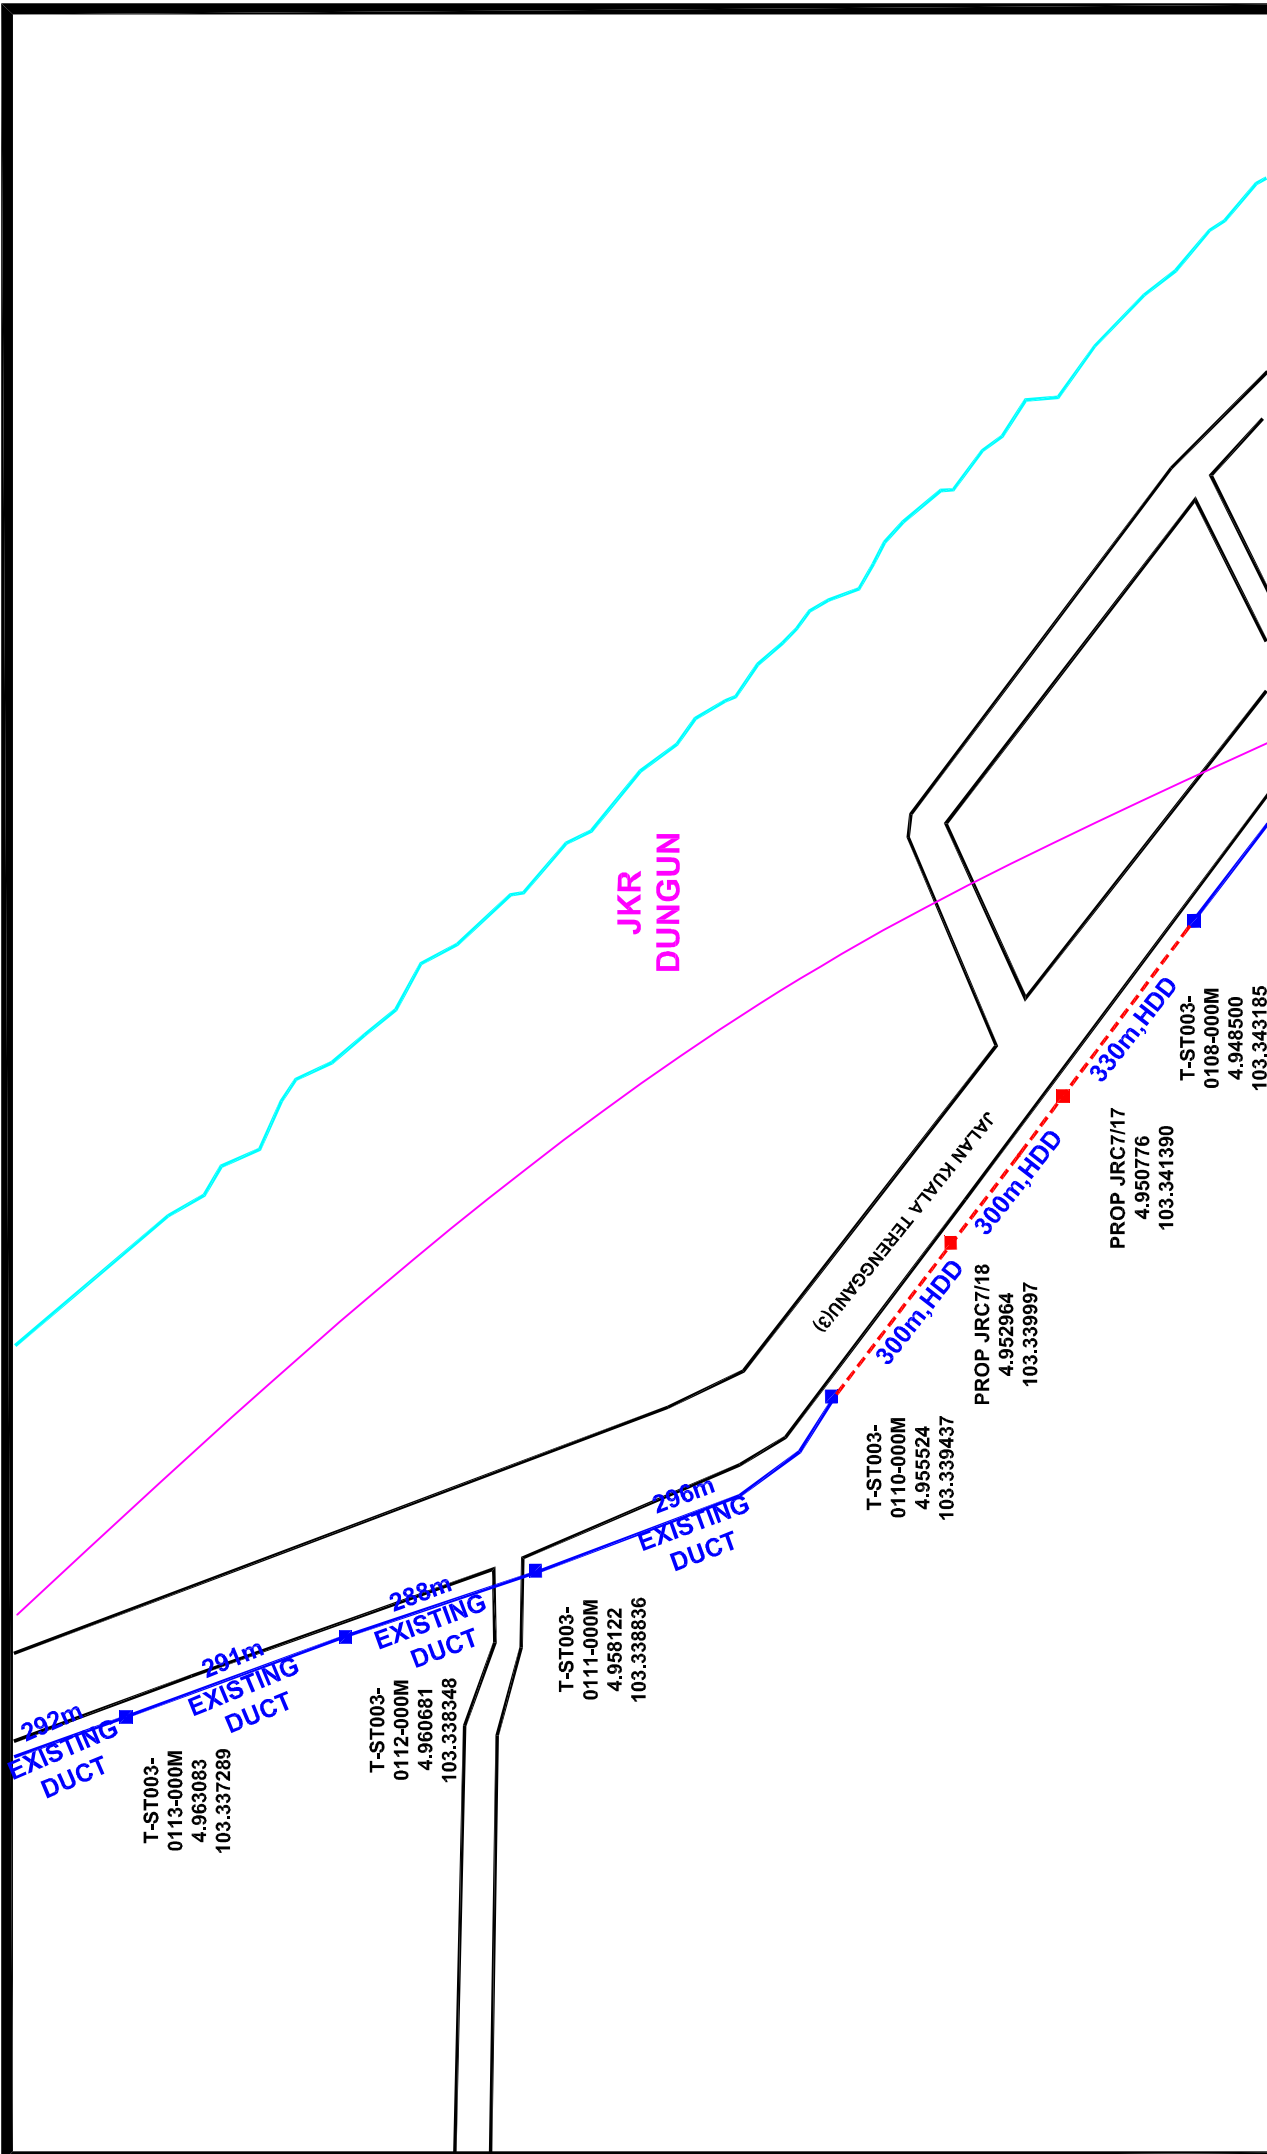 JKR
DUNGUN
JALAN KUALA TERENGGANU(3)
330m,HDD
T-ST003-
0108-000M
4.948500
103.343185
300m,HDD
PROP JRC7/17
4.950776
103.341390
300m,HDD
PROP JRC7/18
4.952964
103.339997
T-ST003-
0110-000M
4.955524
103.339437
296m
EXISTING
DUCT
T-ST003-
0111-000M
4.958122
103.338836
288m
EXISTING
DUCT
T-ST003-
0112-000M
4.960681
103.338348
291m
EXISTING
DUCT
T-ST003-
0113-000M
4.963083
103.337289
292m
EXISTING
DUCT